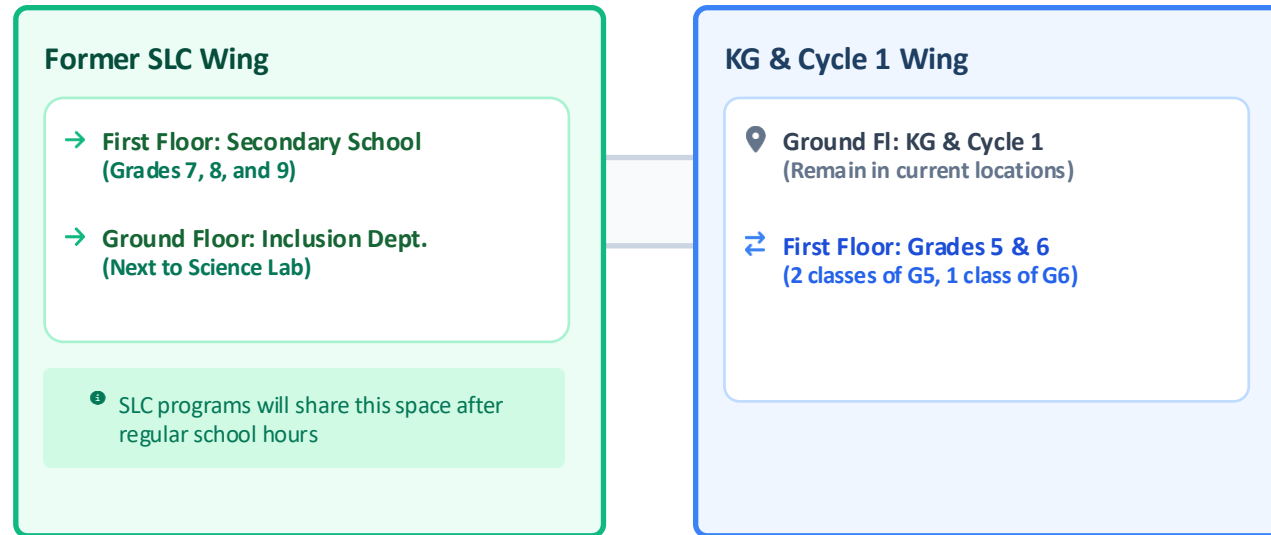 Former SLC Wing
First Floor: Secondary School
(Grades 7, 8, and 9)
Ground Floor: Inclusion Dept.
(Next to Science Lab)
SLC programs will share this space after
regular school hours
KG & Cycle 1 Wing
Ground Fl: KG & Cycle 1
(Remain in current locations)
First Floor: Grades 5 & 6
(2 classes of G5, 1 class of G6)